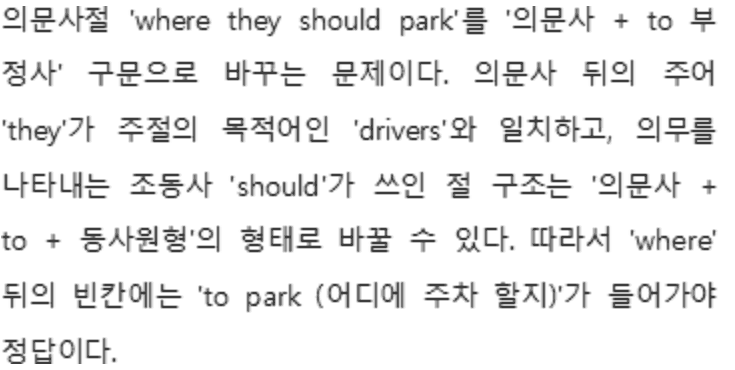 의문사절 'where they should park'를 '의문사 + to 부
정사' 구문으로 바꾸는 문제이다. 의문사 뒤의 주어
'they'가 주절의 목적어인 'drivers'와 일치하고, 의무를
나타내는 조동사 'should'가 쓰인 절 구조는 '의문사 +
to + 동사원형'의 형태로 바꿀 수 있다. 따라서 'where'
뒤의 빈칸에는 'to park (어디에 주차 할지)'가 들어가야
정답이다.